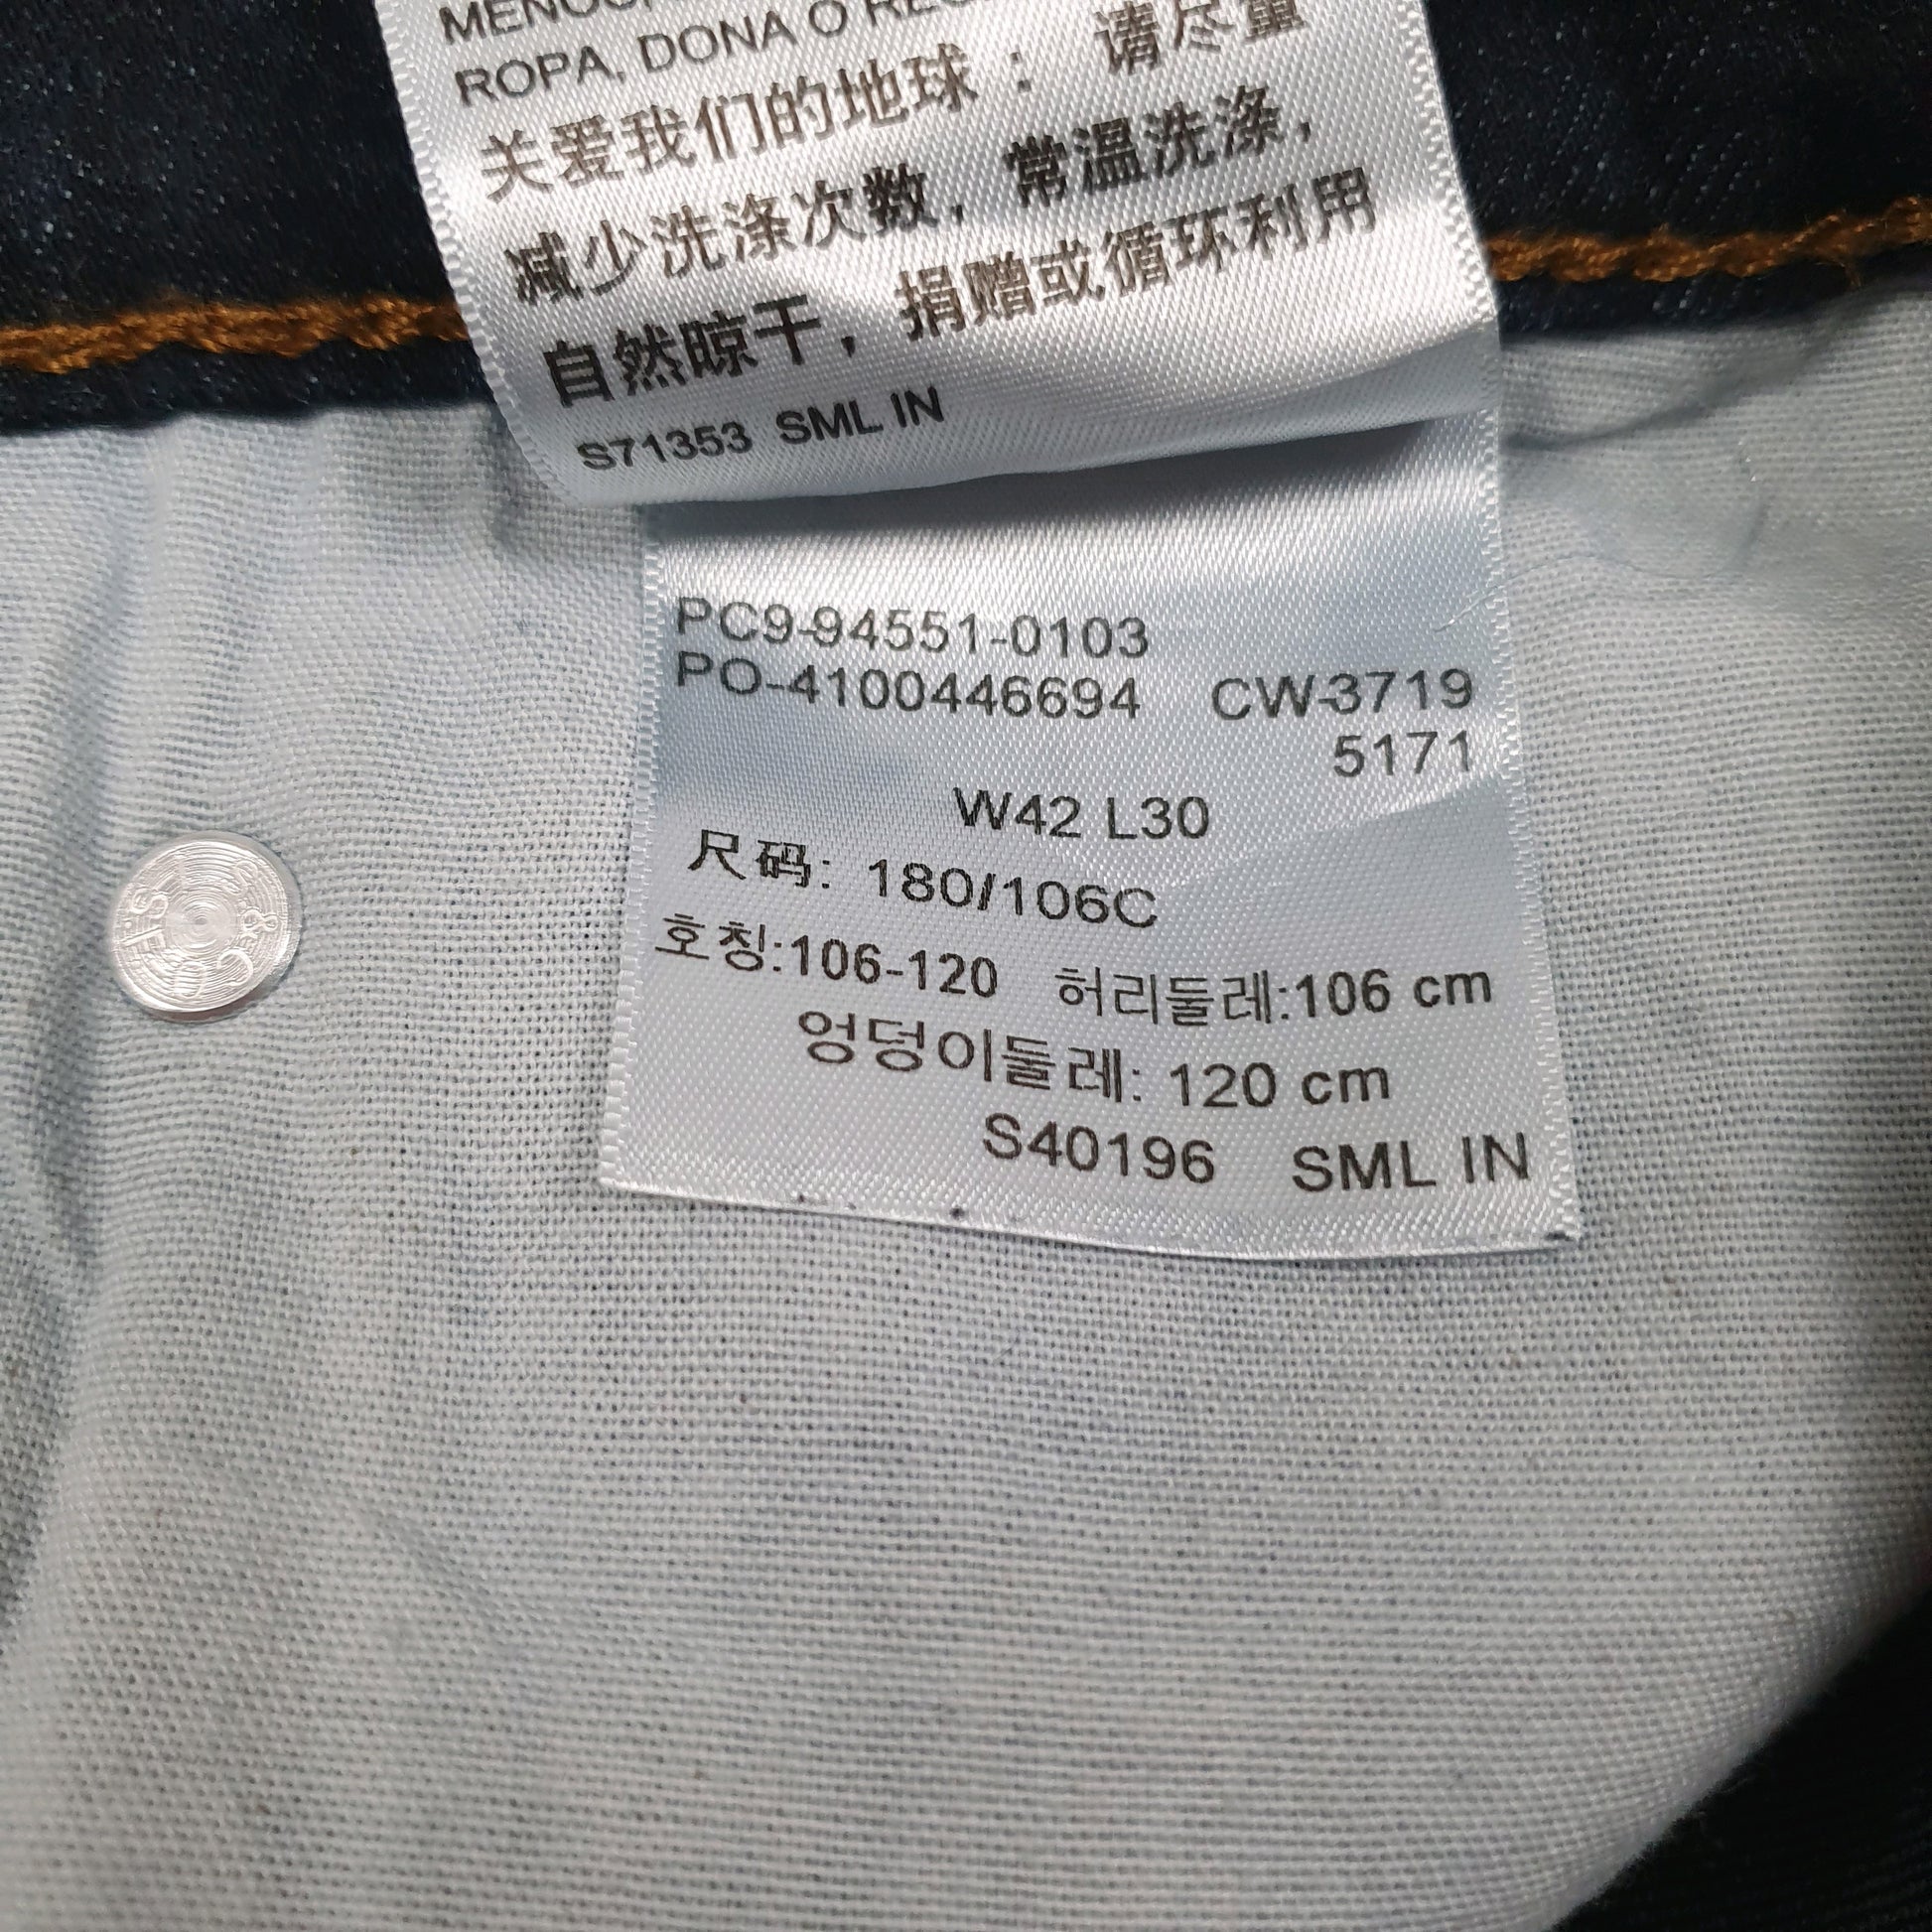 ROPA, DONA O
关爱我们的地球： 请尽量
减少洗涤次数，常温洗涤，
自然晾干，捐赠或循环利用
S71353 SML IN
PC9-94551-0103
PO-4100446694 CW-3719
5171
W42 L30
尺码: 180/106C
호칭:106-120 허리둘레:106 cm
엉덩이둘레: 120 cm
S40196 SML IN